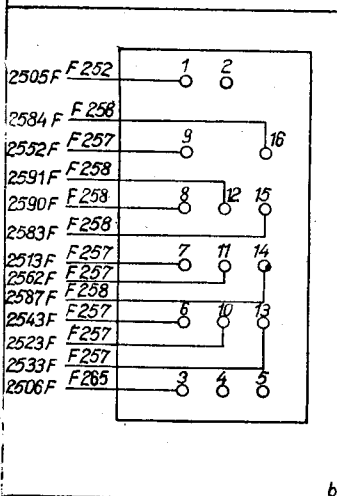 2505F F252 1 2
2584F F258 16
2552F F257 9
2591F F258 12
2590F F258 8 15
2583F F258
2513F F257 7 11 14
2562F F257
2587F F258
2543F F257 6 10 13
2523F F257
2533F F257
2506F F265 3 4 5
b